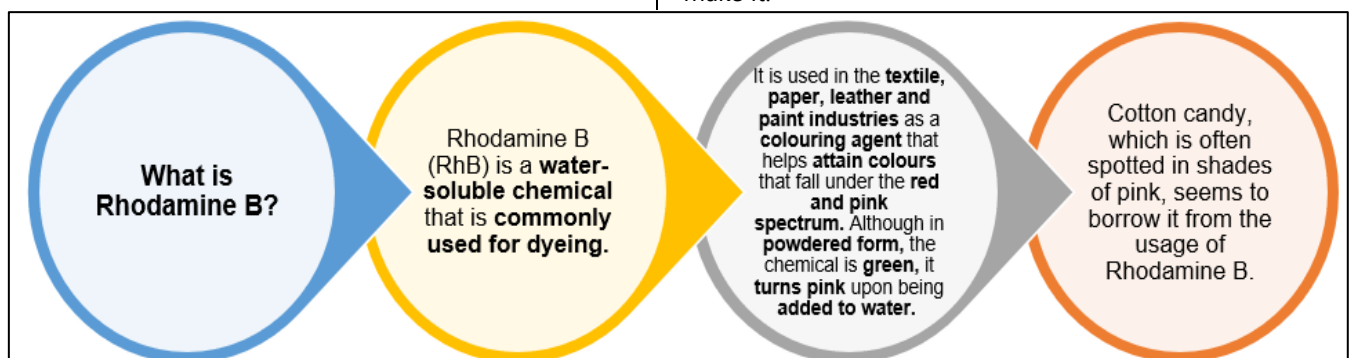 make it.
What is
Rhodamine B?
Rhodamine B
(RhB) is a water-
soluble chemical
that is commonly
used for dyeing.
It is used in the textile,
paper, leather and
paint industries as a
colouring agent that
helps attain colours
that fall under the red
and pink
spectrum. Although in
powdered form, the
chemical is green, it
turns pink upon being
added to water.
Cotton candy,
which is often
spotted in shades
of pink, seems to
borrow it from the
usage of
Rhodamine B.